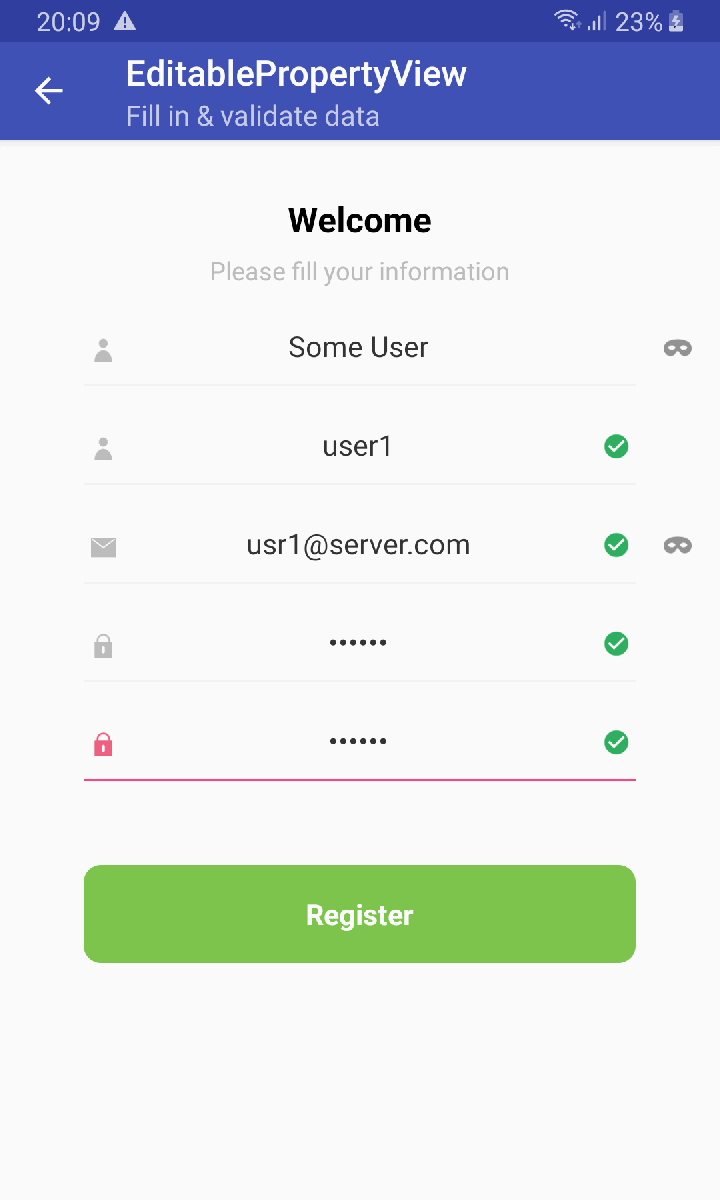 20:09 23%
EditablePropertyView
Fill in & validate data
Welcome
Please fill your information
Some User
user1
usr1@server.com
••••••
••••••
Register